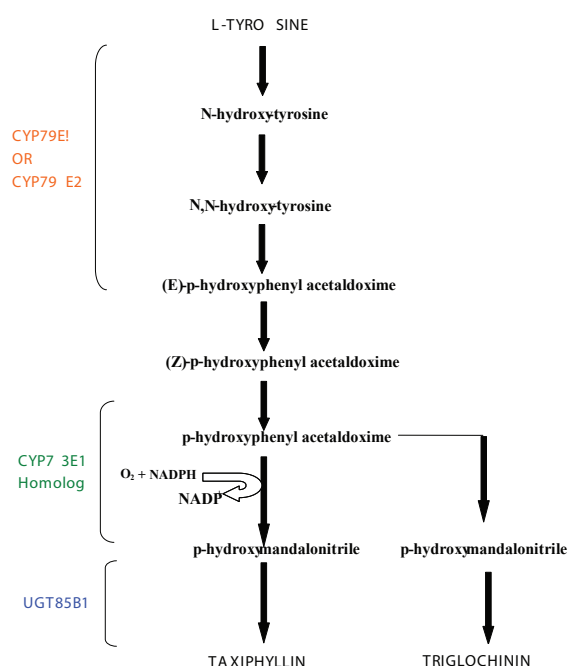 L-TYRO SINE
N-hydroxy-tyrosine
CYP79E!
OR
CYP79 E2
N,N-hydroxy-tyrosine
(E)-p-hydroxyphenyl acetaldoxime
(Z)-p-hydroxyphenyl acetaldoxime
p-hydroxyphenyl acetaldoxime
CYP7 3E1
Homolog
O₂ + NADPH
NADP⁺
p-hydroxymandalonitrile
p-hydroxymandalonitrile
UGT85B1
TAXIPHYLLIN
TRIGLOCHININ